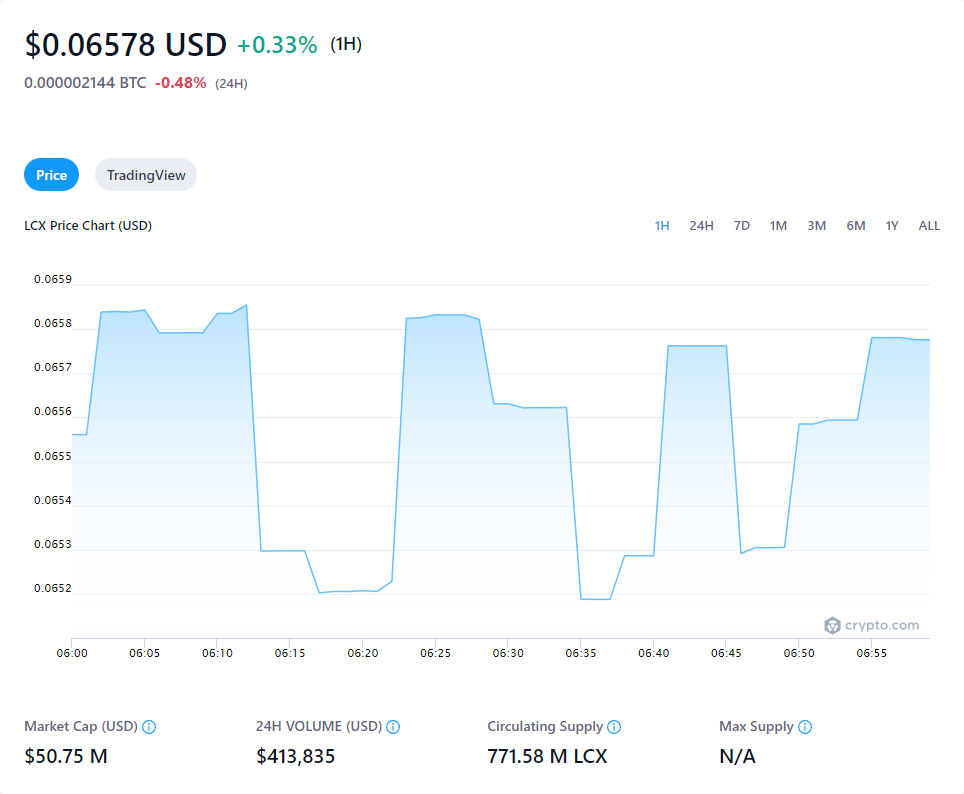 $0.06578 USD +0.33% (1H)
0.000002144 BTC -0.48% (24H)
Price TradingView
LCX Price Chart (USD) 1H 24H 7D 1M 3M 6M 1Y ALL
0.0659
0.0658
0.0657
0.0656
0.0655
0.0654
0.0653
0.0652
crypto.com
06:00 06:05 06:10 06:15 06:20 06:25 06:30 06:35 06:40 06:45 06:50 06:55
Market Cap (USD) 24H VOLUME (USD) Circulating Supply Max Supply
$50.75 M $413,835 771.58 M LCX N/A